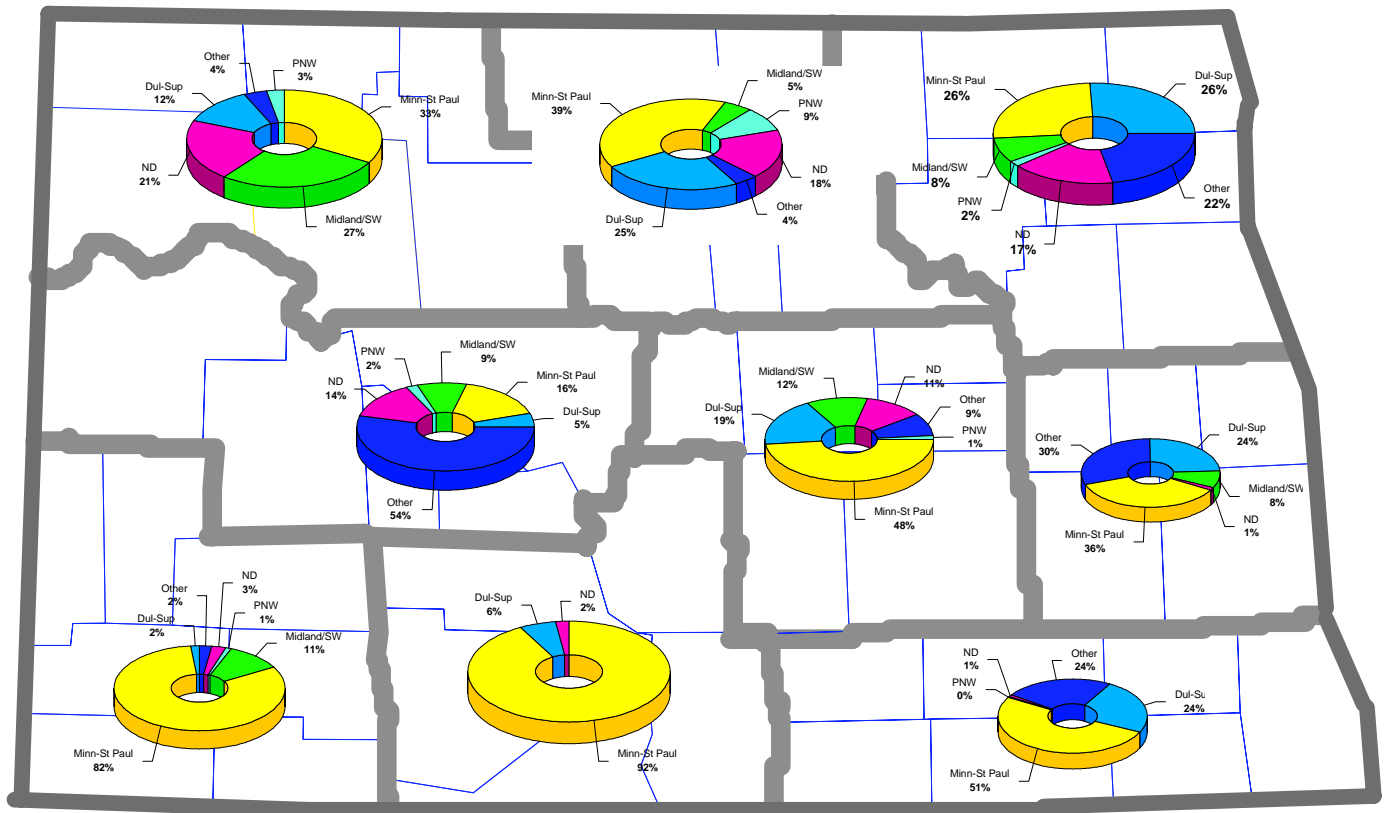 Other
4%
PNW
3%
Dul-Sup
12%
Minn-St Paul
33%
ND
21%
Midland/SW
27%
Minn-St Paul
39%
Midland/SW
5%
PNW
9%
ND
18%
Other
4%
Dul-Sup
25%
Minn-St Paul
26%
Dul-Sup
26%
Midland/SW
8%
Other
22%
PNW
2%
ND
17%
PNW
2%
Midland/SW
9%
ND
14%
Minn-St Paul
16%
Dul-Sup
5%
Other
54%
Midland/SW
12%
ND
11%
Dul-Sup
19%
Other
9%
PNW
1%
Minn-St Paul
48%
Other
30%
Dul-Sup
24%
Midland/SW
8%
ND
1%
Minn-St Paul
36%
Other
2%
ND
3%
Dul-Sup
2%
PNW
1%
Midland/SW
11%
Minn-St Paul
82%
Dul-Sup
6%
ND
2%
Minn-St Paul
92%
ND
1%
Other
24%
PNW
0%
Dul-Su
24%
Minn-St Paul
51%